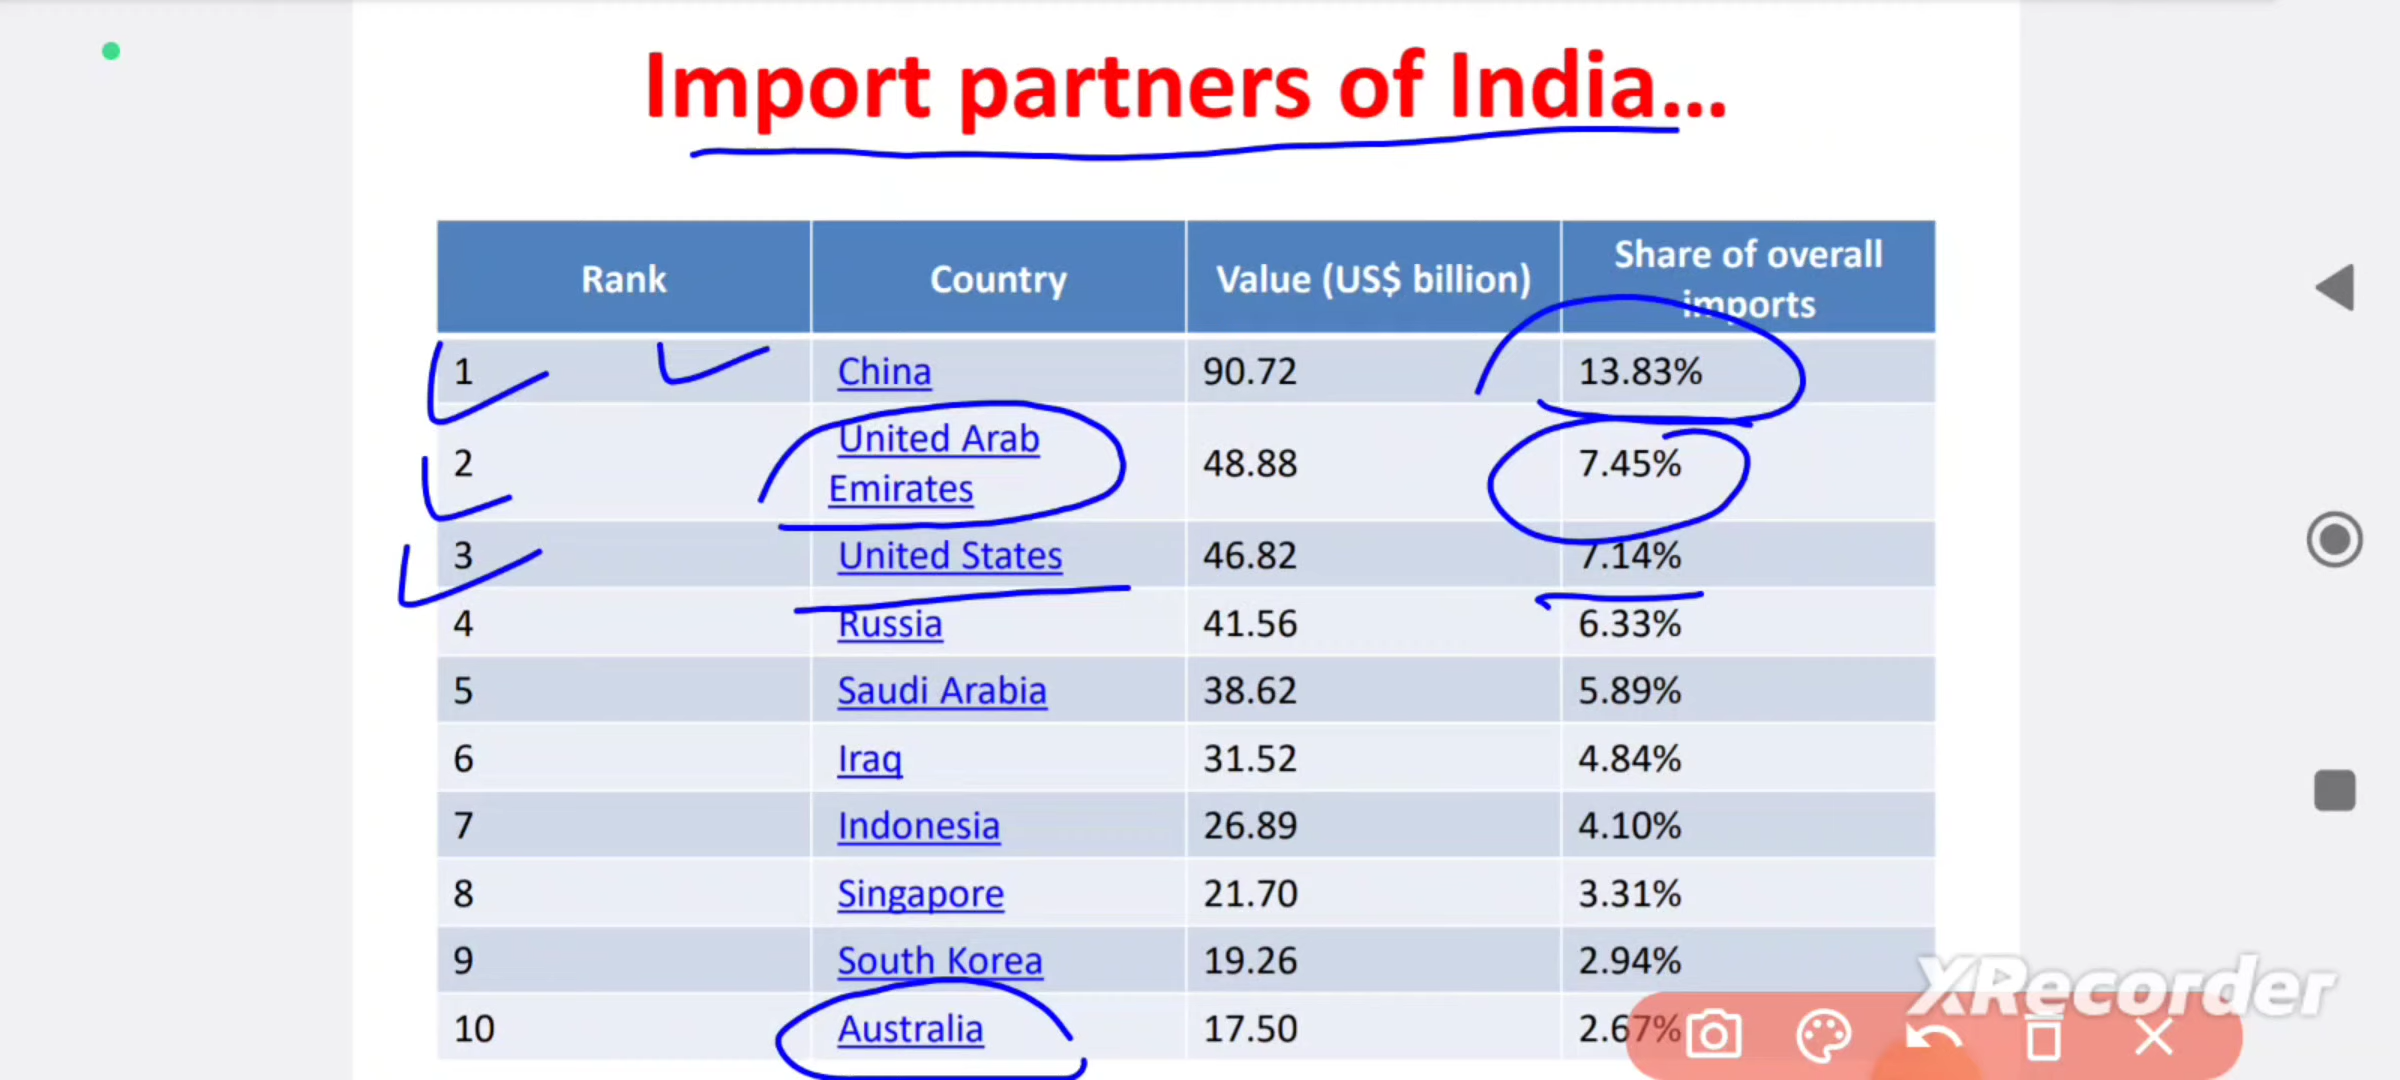 Import partners of India...
Rank Country Value (US$ billion) Share of overall imports
1 China 90.72 13.83%
2 United Arab Emirates 48.88 7.45%
3 United States 46.82 7.14%
4 Russia 41.56 6.33%
5 Saudi Arabia 38.62 5.89%
6 Iraq 31.52 4.84%
7 Indonesia 26.89 4.10%
8 Singapore 21.70 3.31%
9 South Korea 19.26 2.94%
10 Australia 17.50 2.67%
XRecorder